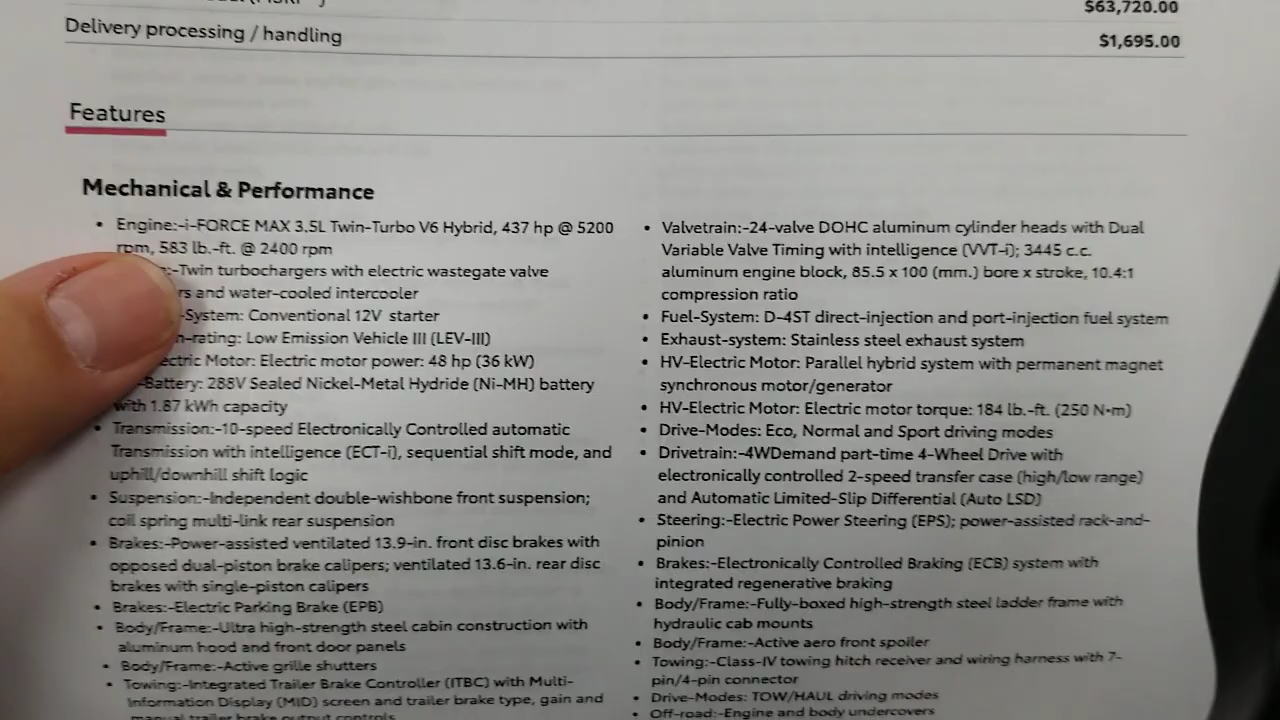 $63,720.00
Delivery processing / handling
$1,695.00
Features
Mechanical & Performance
• Engine:-i-FORCE MAX 3.5L Twin-Turbo V6 Hybrid, 437 hp @ 5200
rpm, 583 lb.-ft. @ 2400 rpm
:-Twin turbochargers with electric wastegate valve
and water-cooled intercooler
-System: Conventional 12V starter
-rating: Low Emission Vehicle III (LEV-III)
Motor: Electric motor power: 48 hp (36 kW)
-Battery: 288V Sealed Nickel-Metal Hydride (Ni-MH) battery
with 1.87 kWh capacity
• Transmission:-10-speed Electronically Controlled automatic
Transmission with intelligence (ECT-i), sequential shift mode, and
uphill/downhill shift logic
• Suspension:-Independent double-wishbone front suspension;
coil spring multi-link rear suspension
• Brakes:-Power-assisted ventilated 13.9-in. front disc brakes with
opposed dual-piston brake calipers; ventilated 13.6-in. rear disc
brakes with single-piston calipers
• Brakes:-Electric Parking Brake (EPB)
• Body/Frame:-Ultra high-strength steel cabin construction with
aluminum hood and front door panels
• Body/Frame:-Active grille shutters
• Towing:-Integrated Trailer Brake Controller (ITBC) with Multi-
Information Display (MID) screen and trailer brake type, gain and
manual trailer brake output controls
• Valvetrain:-24-valve DOHC aluminum cylinder heads with Dual
Variable Valve Timing with intelligence (VVT-i); 3445 c.c.
aluminum engine block, 85.5 x 100 (mm.) bore x stroke, 10.4:1
compression ratio
• Fuel-System: D-4ST direct-injection and port-injection fuel system
• Exhaust-system: Stainless steel exhaust system
• HV-Electric Motor: Parallel hybrid system with permanent magnet
synchronous motor/generator
• HV-Electric Motor: Electric motor torque: 184 lb.-ft. (250 N•m)
• Drive-Modes: Eco, Normal and Sport driving modes
• Drivetrain:-4WDemand part-time 4-Wheel Drive with
electronically controlled 2-speed transfer case (high/low range)
and Automatic Limited-Slip Differential (Auto LSD)
• Steering:-Electric Power Steering (EPS); power-assisted rack-and-
pinion
• Brakes:-Electronically Controlled Braking (ECB) system with
integrated regenerative braking
• Body/Frame:-Fully-boxed high-strength steel ladder frame with
hydraulic cab mounts
• Body/Frame:-Active aero front spoiler
• Towing:-Class-IV towing hitch receiver and wiring harness with 7-
pin/4-pin connector
• Drive-Modes: TOW/HAUL driving modes
• Off-road:-Engine and body undercovers